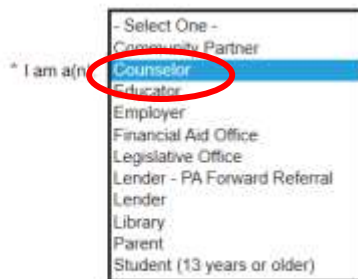 - Select One -
Community Partner
* I am a(n)
Counselor
Educator
Employer
Financial Aid Office
Legislative Office
Lender - PA Forward Referral
Lender
Library
Parent
Student (13 years or older)